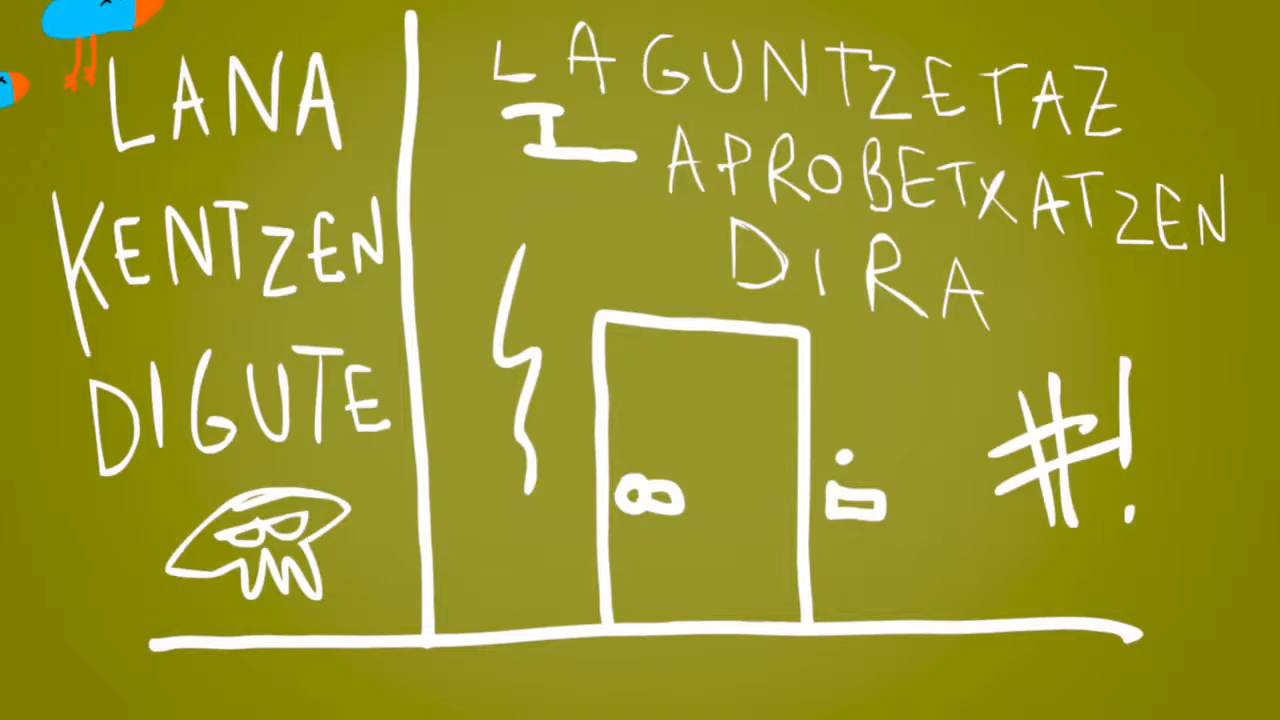 LANA
KENTZEN
DIGUTE
LAGUNTZETAZ
APROBETXATZEN
DIRA
#!